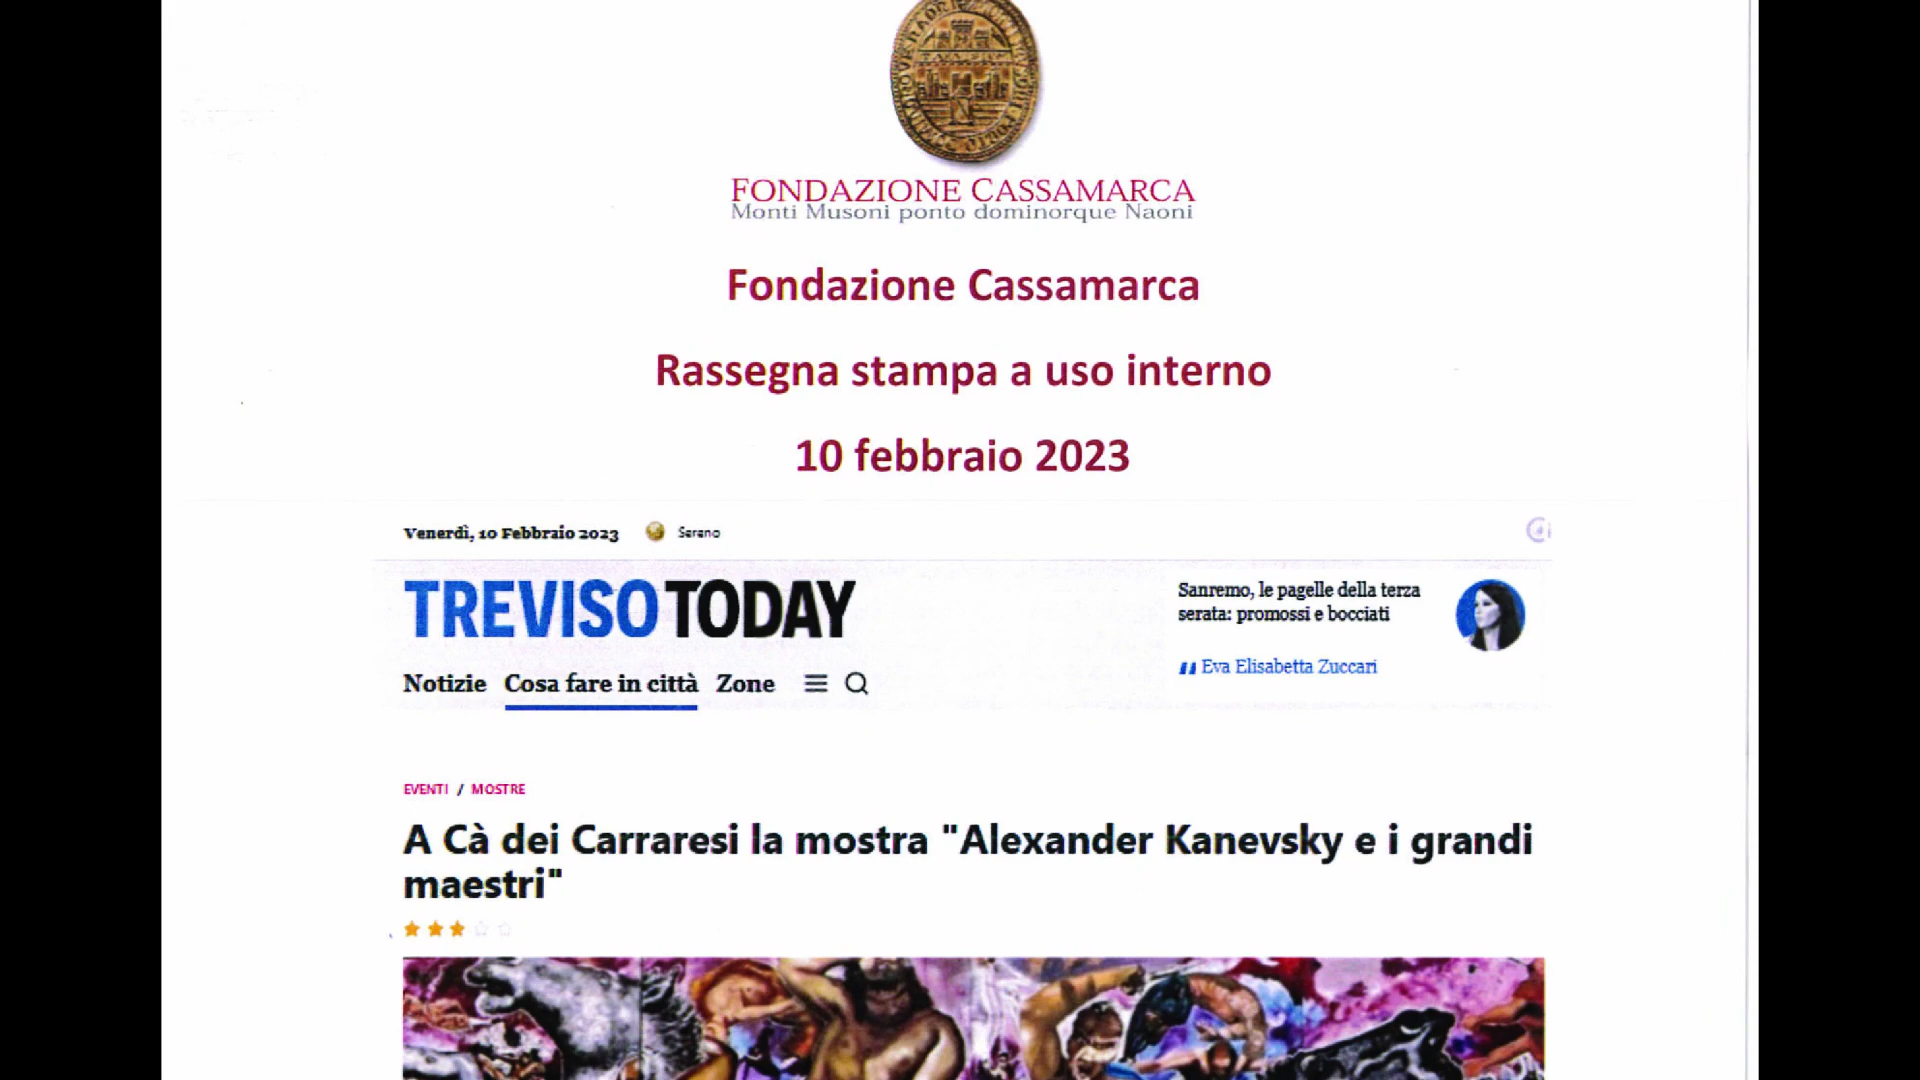 FONDAZIONE CASSAMARCA
Monti Musoni ponto dominorque Naoni
Fondazione Cassamarca
Rassegna stampa a uso interno
10 febbraio 2023
Venerdì, 10 Febbraio 2023 Sereno
TREVISOTODAY
Sanremo, le pagelle della terza
serata: promossi e bocciati
Eva Elisabetta Zuccari
Notizie Cosa fare in città Zone
EVENTI / MOSTRE
A Cà dei Carraresi la mostra "Alexander Kanevsky e i grandi
maestri"